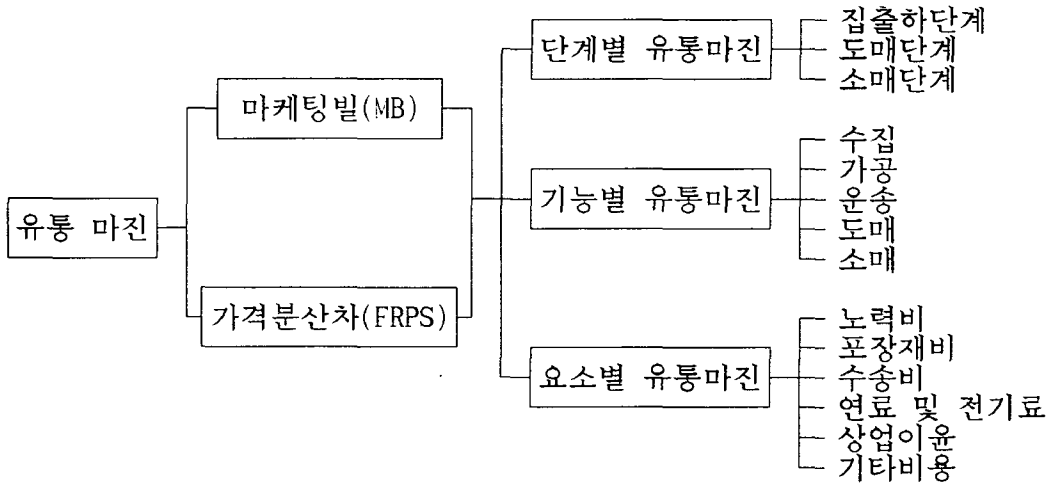 유통 마진
마케팅빌(MB)
가격분산차(FRPS)
단계별 유통마진
집출하단계
도매단계
소매단계
기능별 유통마진
수집
가공
운송
도매
소매
요소별 유통마진
노력비
포장재비
수송비
연료 및 전기료
상업이윤
기타비용